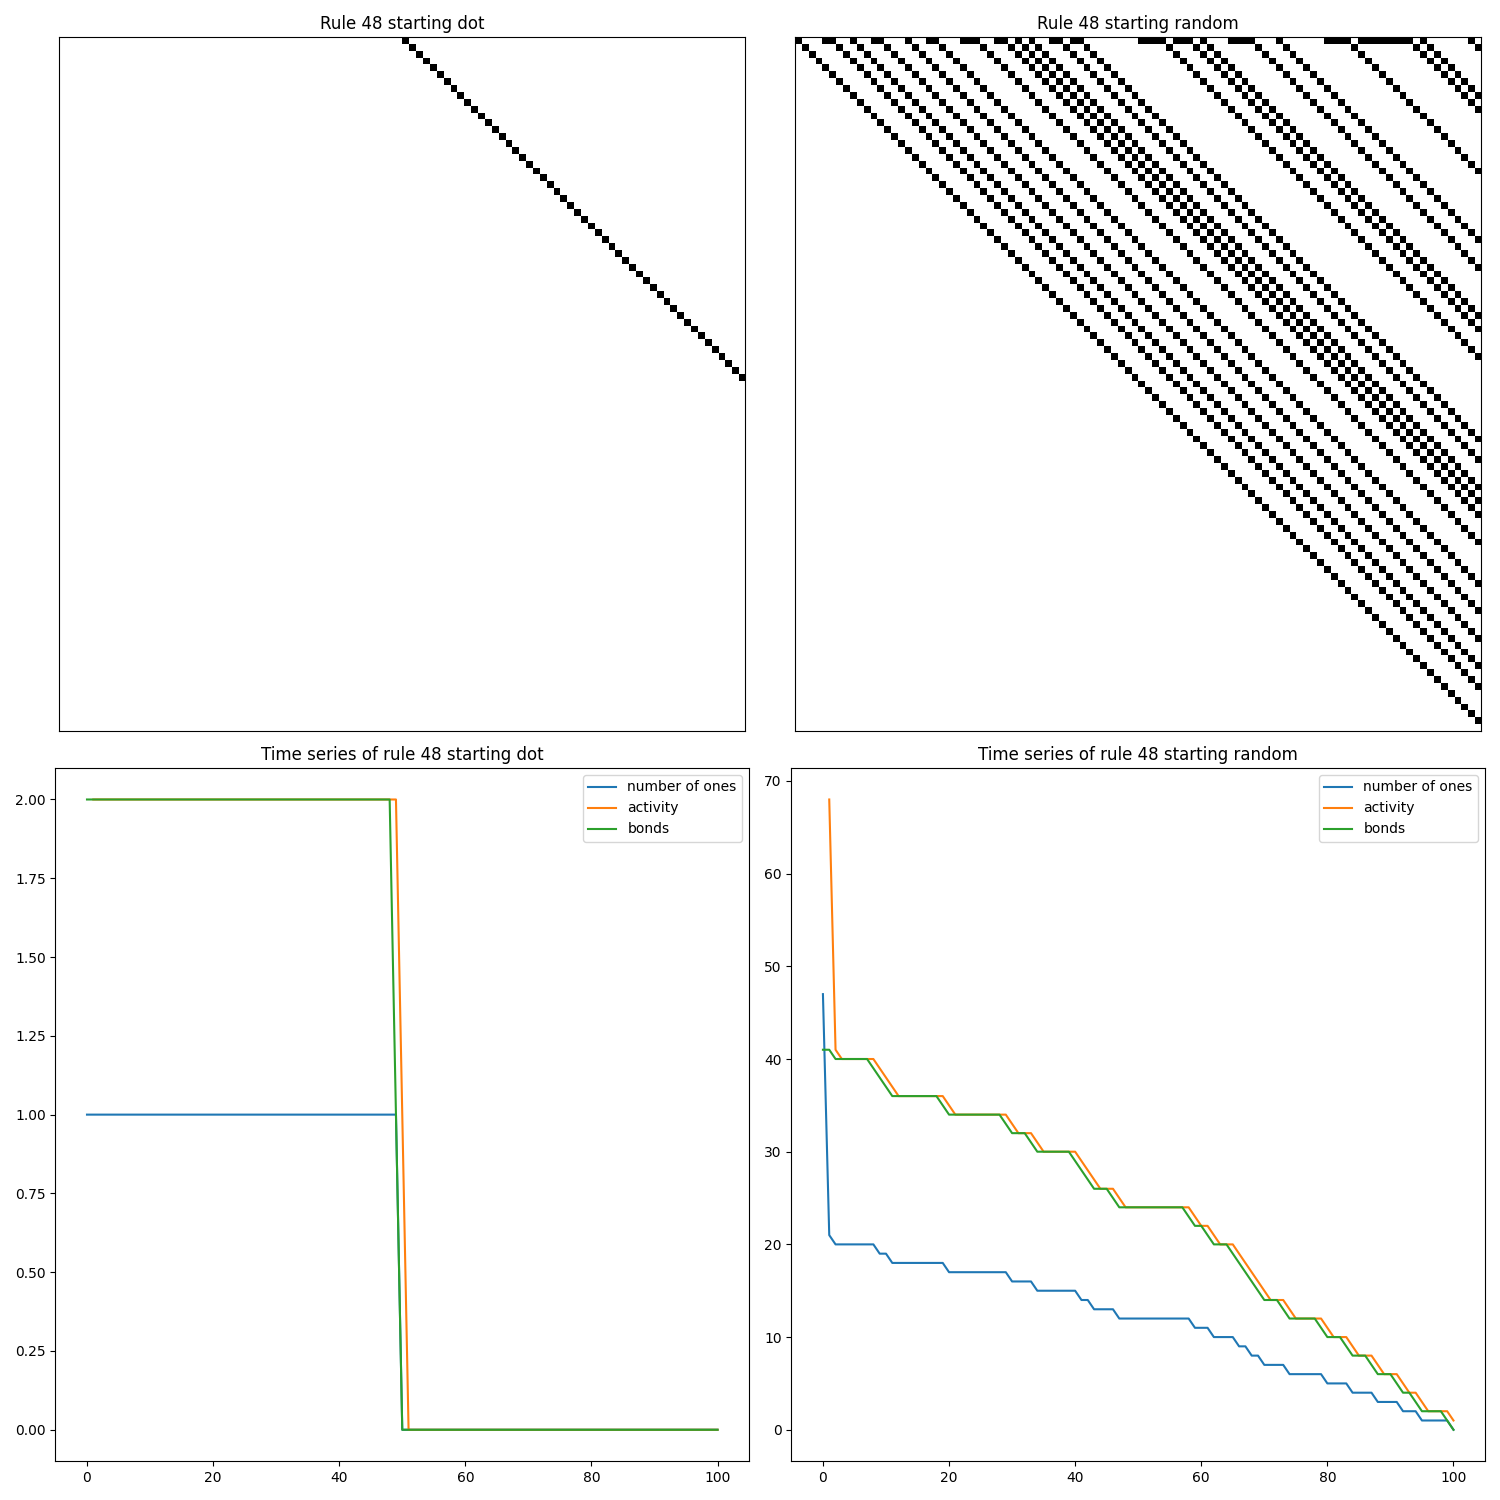 Rule 48 starting dot
Rule 48 starting random
Time series of rule 48 starting dot
number of ones
activity
bonds
2.00
1.75
1.50
1.25
1.00
0.75
0.50
0.25
0.00
0 20 40 60 80 100
Time series of rule 48 starting random
number of ones
activity
bonds
70
60
50
40
30
20
10
0
0 20 40 60 80 100